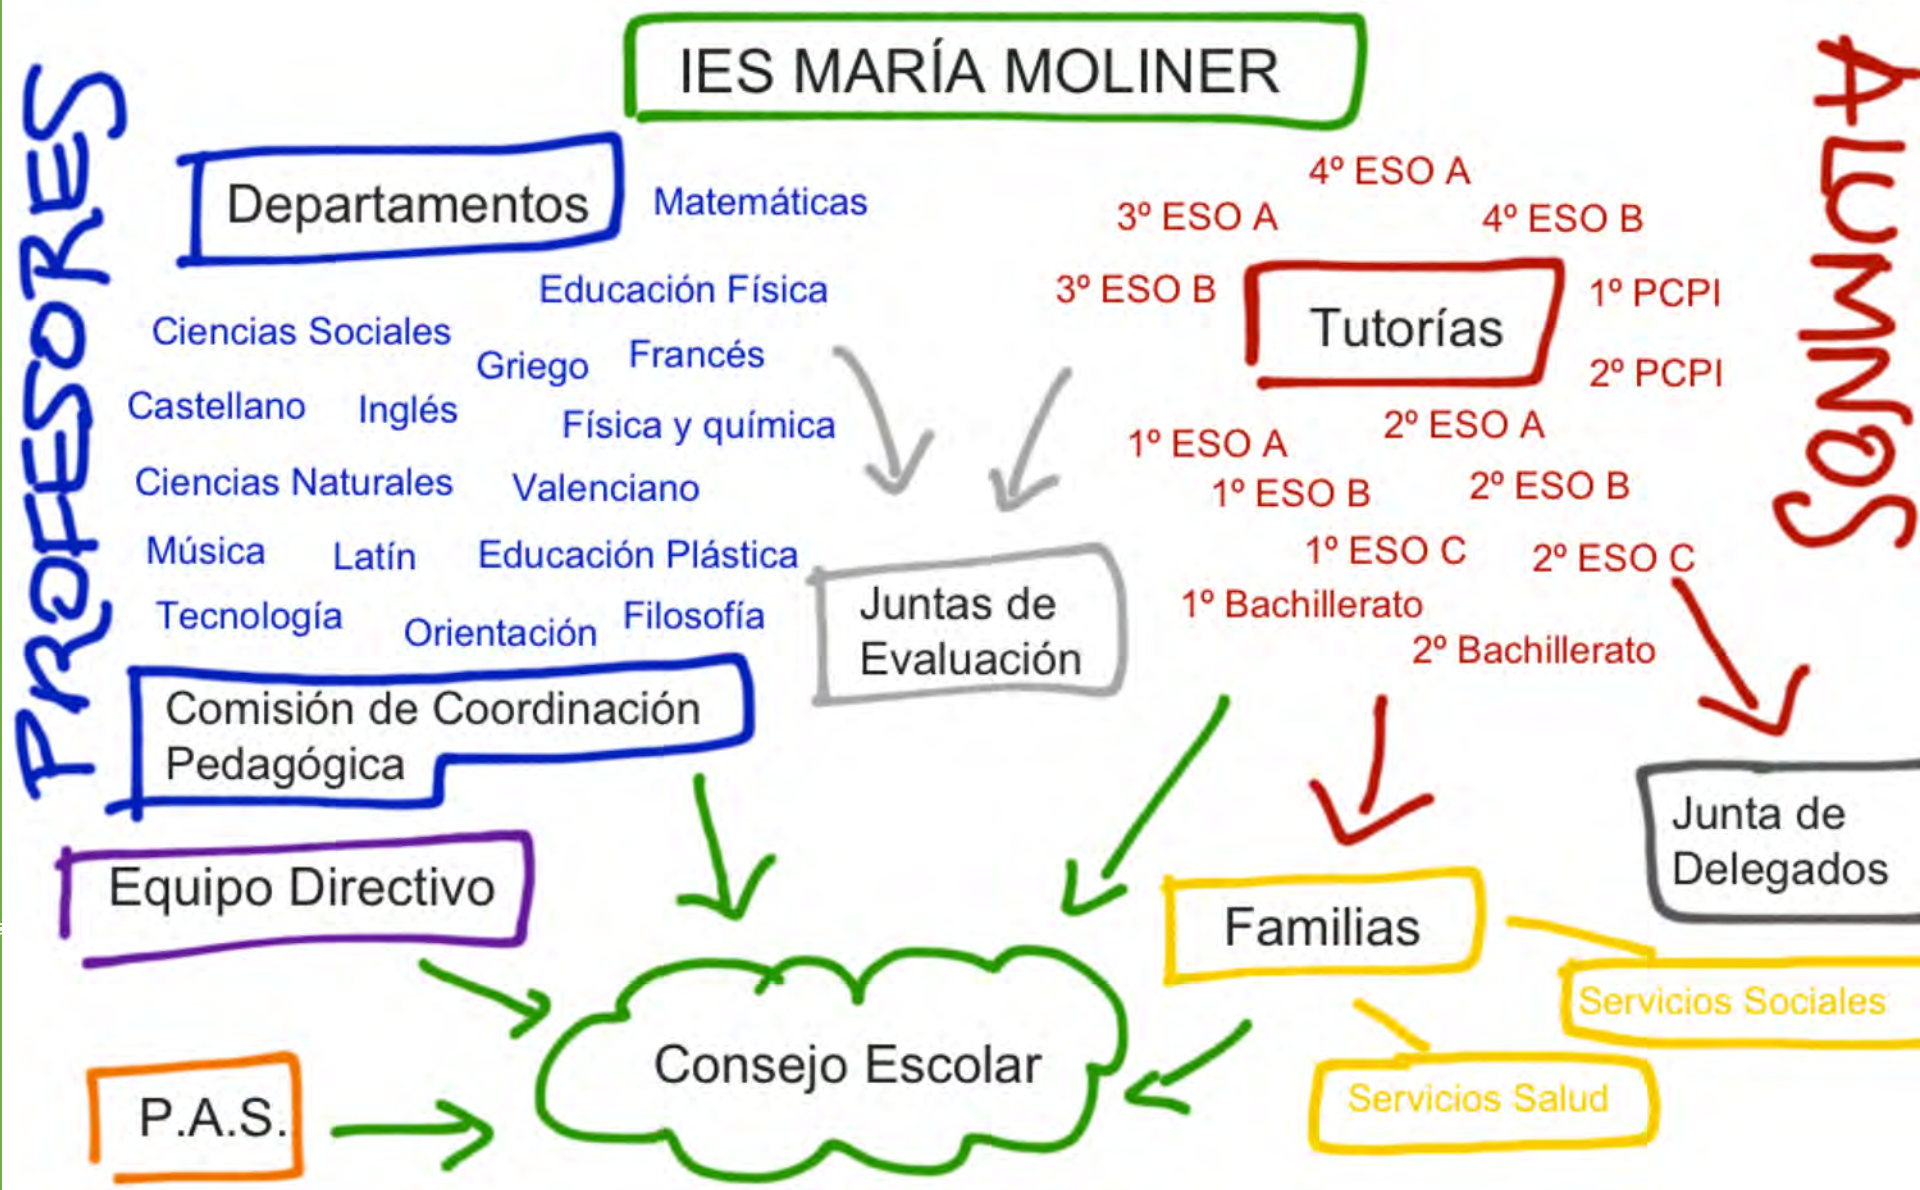 IES MARÍA MOLINER
PROFESORES
ALUMNOS
Departamentos
Matemáticas
Educación Física
Ciencias Sociales
Griego
Francés
Castellano
Inglés
Física y química
Ciencias Naturales
Valenciano
Música
Latín
Educación Plástica
Tecnología
Orientación
Filosofía
Comisión de Coordinación
Pedagógica
Equipo Directivo
P.A.S.
Juntas de
Evaluación
4º ESO A
3º ESO A
4º ESO B
3º ESO B
Tutorías
1º PCPI
2º PCPI
1º ESO A
2º ESO A
1º ESO B
2º ESO B
1º ESO C
2º ESO C
1º Bachillerato
2º Bachillerato
Junta de
Delegados
Familias
Servicios Sociales
Servicios Salud
Consejo Escolar